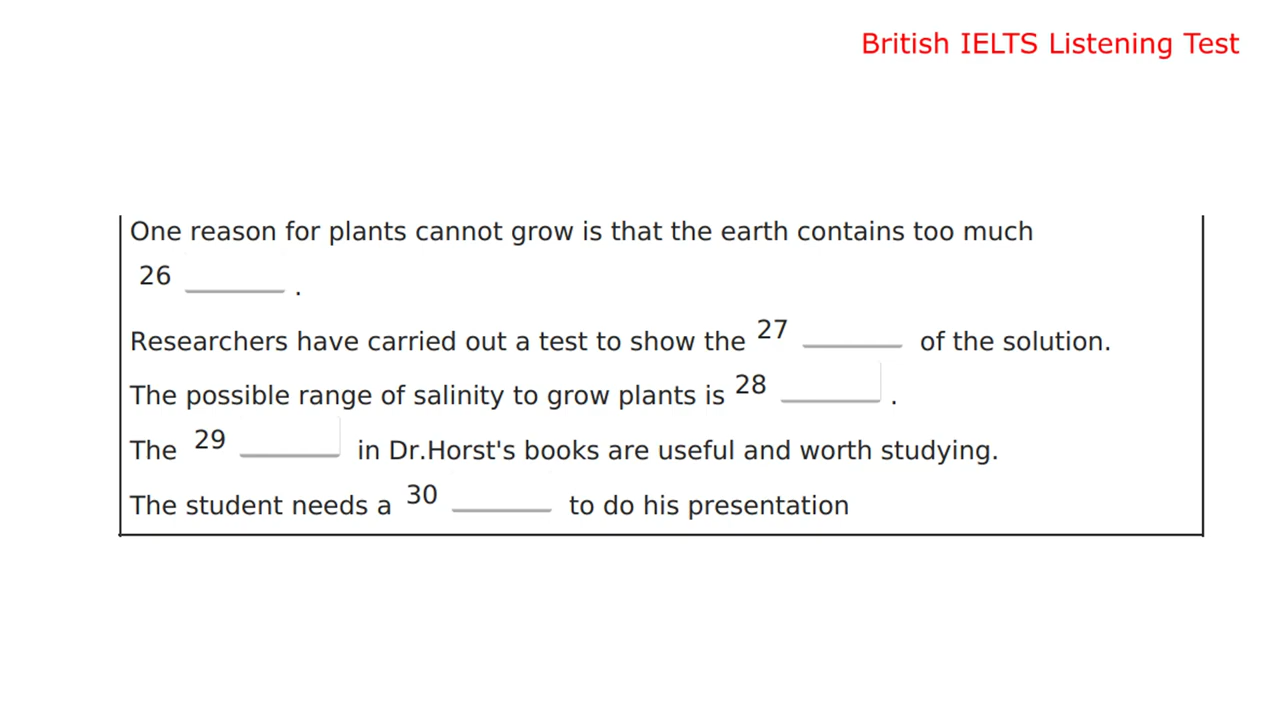 British IELTS Listening Test
One reason for plants cannot grow is that the earth contains too much
26 ________ .
Researchers have carried out a test to show the 27 ________ of the solution.
The possible range of salinity to grow plants is 28 ________ .
The 29 ________ in Dr.Horst's books are useful and worth studying.
The student needs a 30 ________ to do his presentation